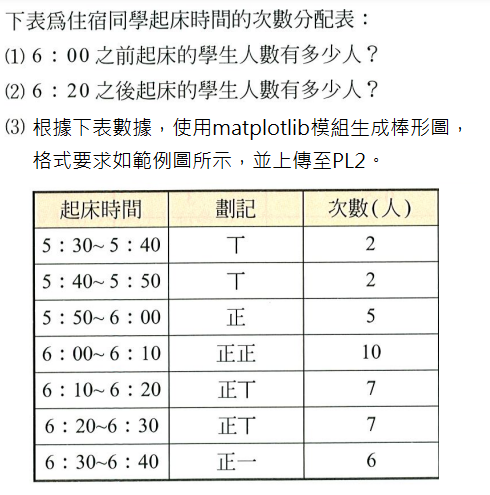 下表為住宿同學起床時間的次數分配表：
⑴ 6：00 之前起床的學生人數有多少人？
⑵ 6：20 之後起床的學生人數有多少人？
⑶ 根據下表數據，使用matplotlib模組生成棒形圖，
格式要求如範例圖所示，並上傳至PL2。
起床時間 劃記 次數(人)
5：30~5：40 丅 2
5：40~5：50 丅 2
5：50~6：00 正 5
6：00~6：10 正正 10
6：10~6：20 正丅 7
6：20~6：30 正丅 7
6：30~6：40 正一 6